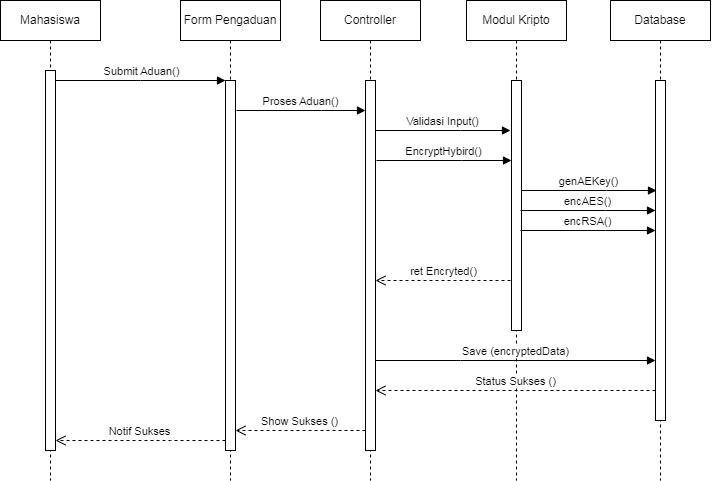 Mahasiswa
Form Pengaduan
Controller
Modul Kripto
Database
Submit Aduan()
Proses Aduan()
Validasi Input()
EncryptHybird()
genAEKey()
encAES()
encRSA()
ret Encryted()
Save (encryptedData)
Status Sukses ()
Show Sukses ()
Notif Sukses